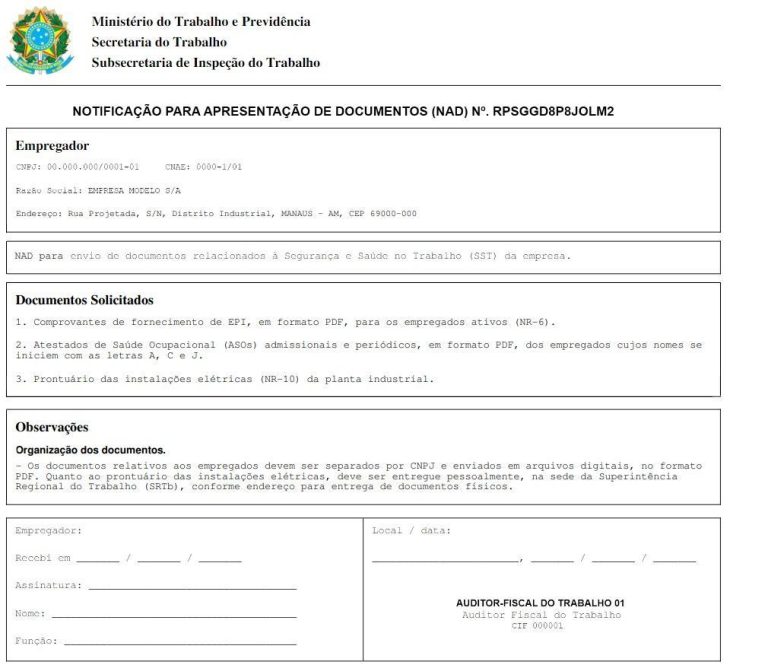 Ministério do Trabalho e Previdência
Secretaria do Trabalho
Subsecretaria de Inspeção do Trabalho
NOTIFICAÇÃO PARA APRESENTAÇÃO DE DOCUMENTOS (NAD) Nº. RPSGGD8P8JOLM2
Empregador
CNPJ: 00.000.000/0001-01 CNAE: 0000-1/01
Razão Social: EMPRESA MODELO S/A
Endereço: Rua Projetada, S/N, Distrito Industrial, MANAUS - AM, CEP 69000-000
NAD para envio de documentos relacionados à Segurança e Saúde no Trabalho (SST) da empresa.
Documentos Solicitados
1. Comprovantes de fornecimento de EPI, em formato PDF, para os empregados ativos (NR-6).
2. Atestados de Saúde Ocupacional (ASOs) admissionais e periódicos, em formato PDF, dos empregados cujos nomes se
iniciem com as letras A, C e J.
3. Prontuário das instalações elétricas (NR-10) da planta industrial.
Observações
Organização dos documentos.
- Os documentos relativos aos empregados devem ser separados por CNPJ e enviados em arquivos digitais, no formato
PDF. Quanto ao prontuário das instalações elétricas, deve ser entregue pessoalmente, na sede da Superintência
Regional do Trabalho (SRTb), conforme endereço para entrega de documentos físicos.
Empregador:
Recebi em _______ / _______ / _______
Assinatura: __________________________________
Nome: ________________________________________
Função: ______________________________________
Local / data:
________________________, _______ / _______ / _______
AUDITOR-FISCAL DO TRABALHO 01
Auditor Fiscal do Trabalho
CIF 000001